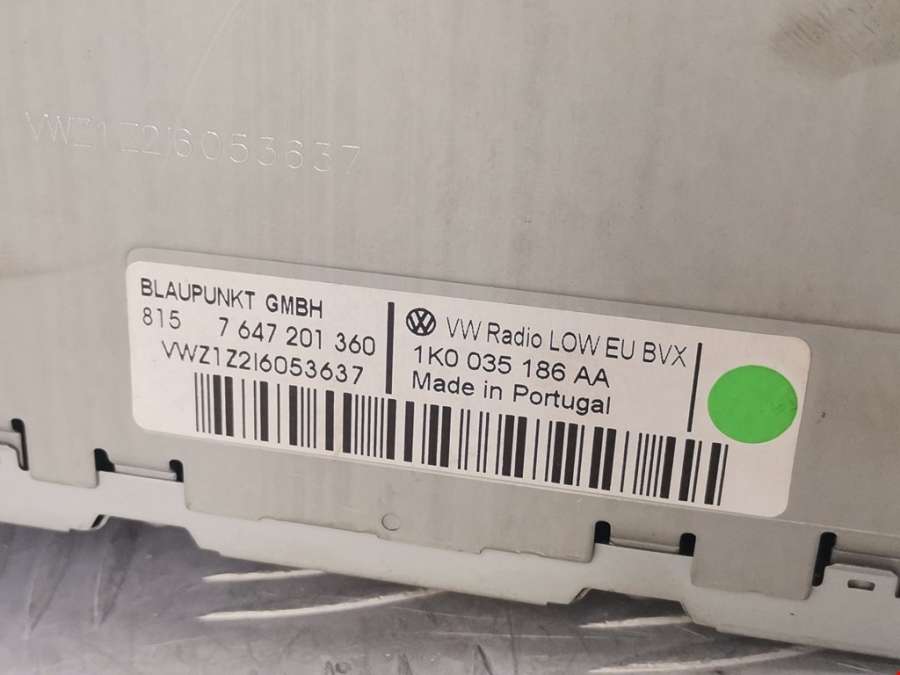 VWZ1Z2I6053637
BLAUPUNKT GMBH
815 7 647 201 360
VWZ1Z2I6053637
VW Radio LOW EU BVX
1K0 035 186 AA
Made in Portugal